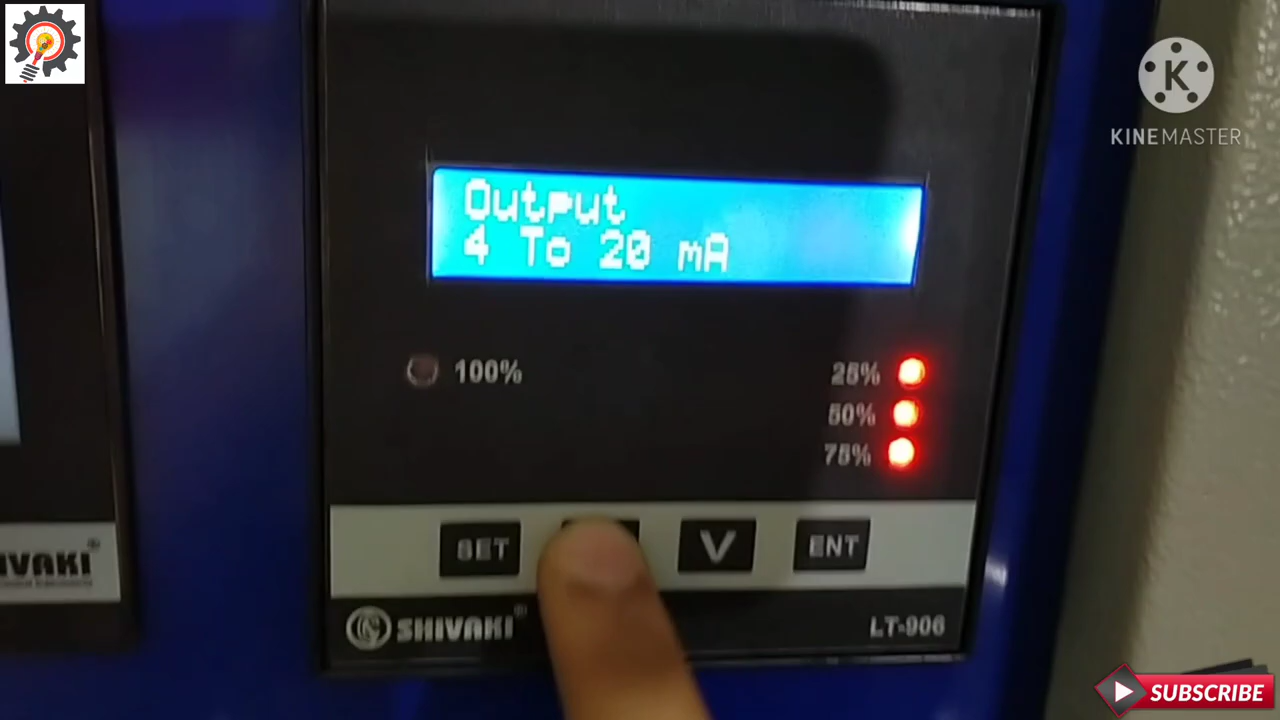 KINEMASTER
Output
4 To 20 mA
100%
25%
50%
75%
SET
V
ENT
SHIVAKI
LT-906
SUBSCRIBE